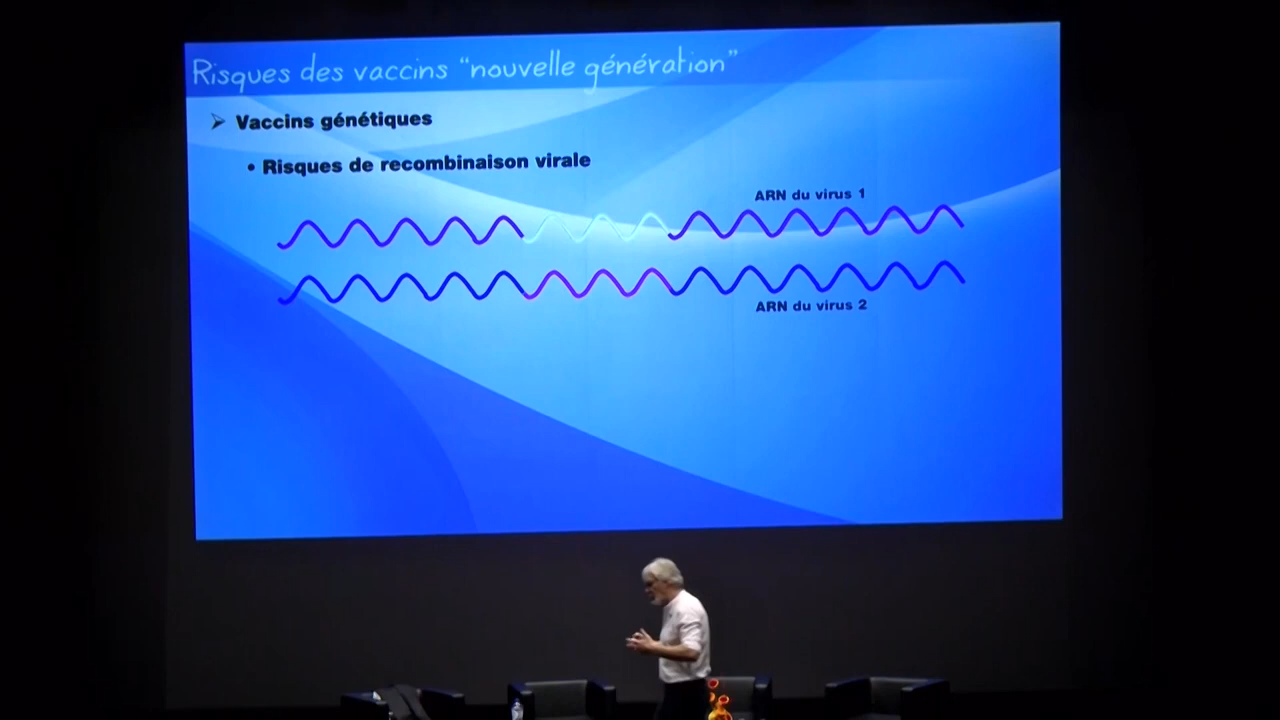 Risques des vaccins “nouvelle génération”
➢ Vaccins génétiques
• Risques de recombinaison virale
ARN du virus 1
ARN du virus 2